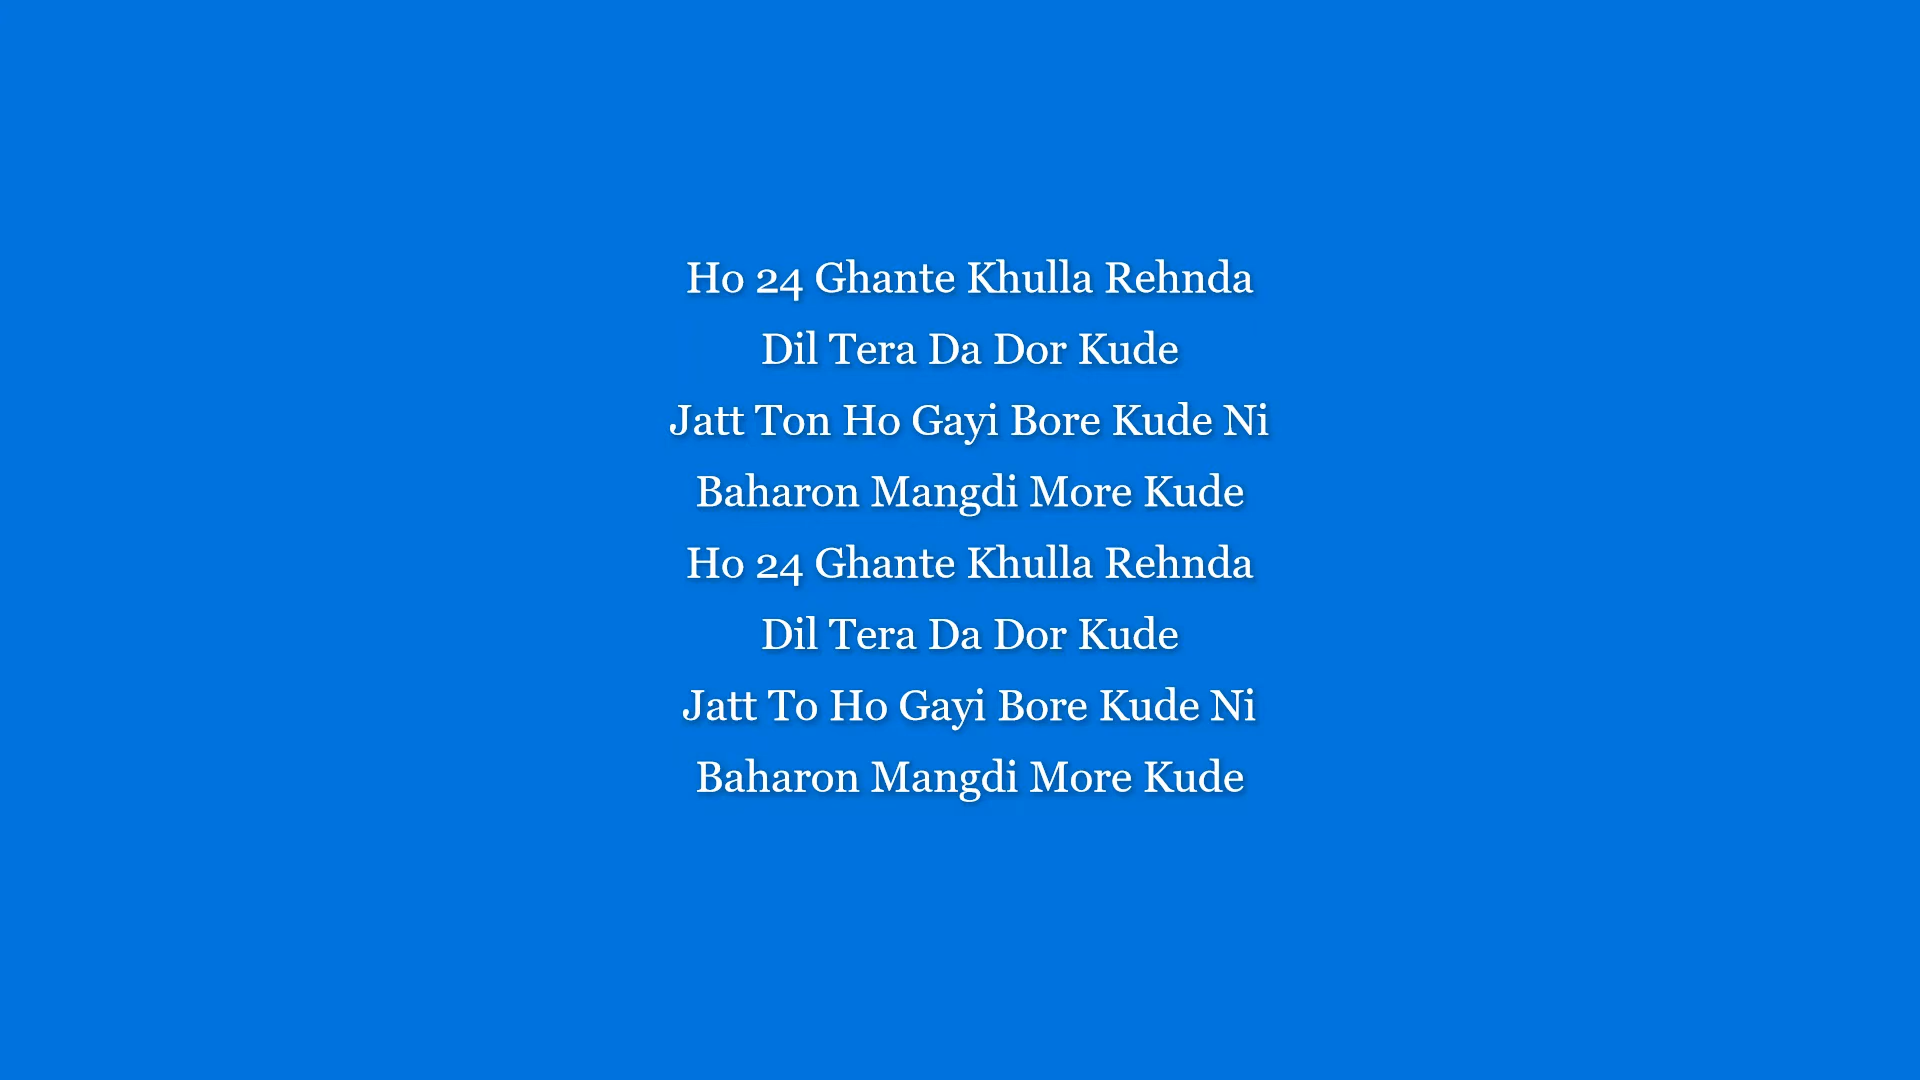 Ho 24 Ghante Khulla Rehnda
Dil Tera Da Dor Kude
Jatt Ton Ho Gayi Bore Kude Ni
Baharon Mangdi More Kude
Ho 24 Ghante Khulla Rehnda
Dil Tera Da Dor Kude
Jatt To Ho Gayi Bore Kude Ni
Baharon Mangdi More Kude